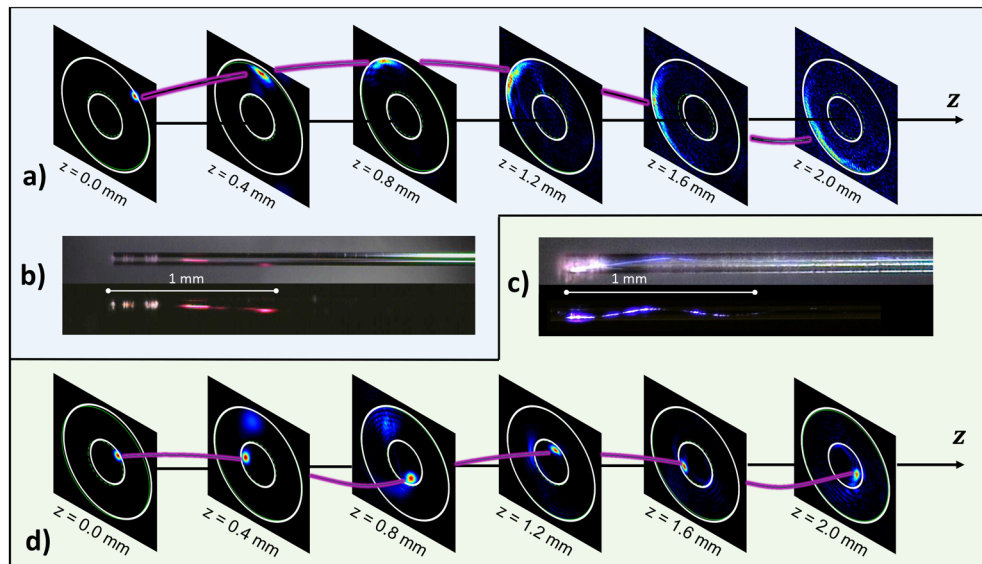 z
a)
z = 0.0 mm
z = 0.4 mm
z = 0.8 mm
z = 1.2 mm
z = 1.6 mm
z = 2.0 mm
b)
1 mm
c)
1 mm
z
d)
z = 0.0 mm
z = 0.4 mm
z = 0.8 mm
z = 1.2 mm
z = 1.6 mm
z = 2.0 mm